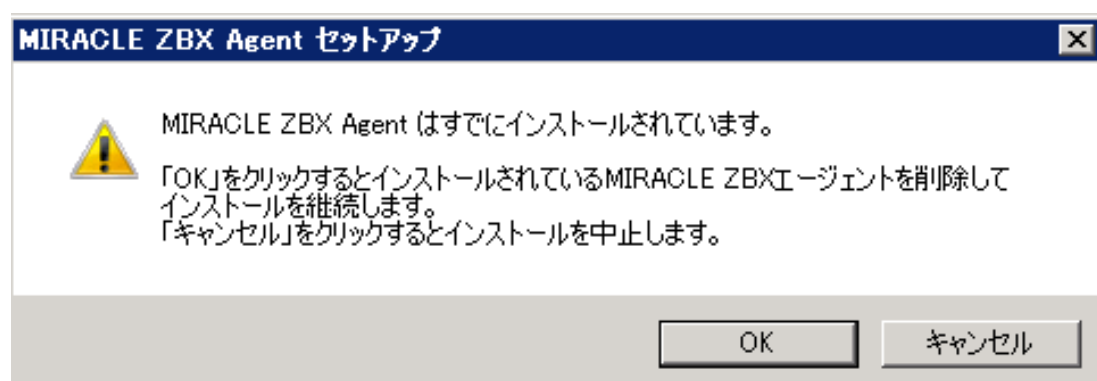 MIRACLE ZBX Agent セットアップ
MIRACLE ZBX Agent はすでにインストールされています。
「OK」をクリックするとインストールされているMIRACLE ZBXエージェントを削除して
インストールを継続します。
「キャンセル」をクリックするとインストールを中止します。
OK
キャンセル